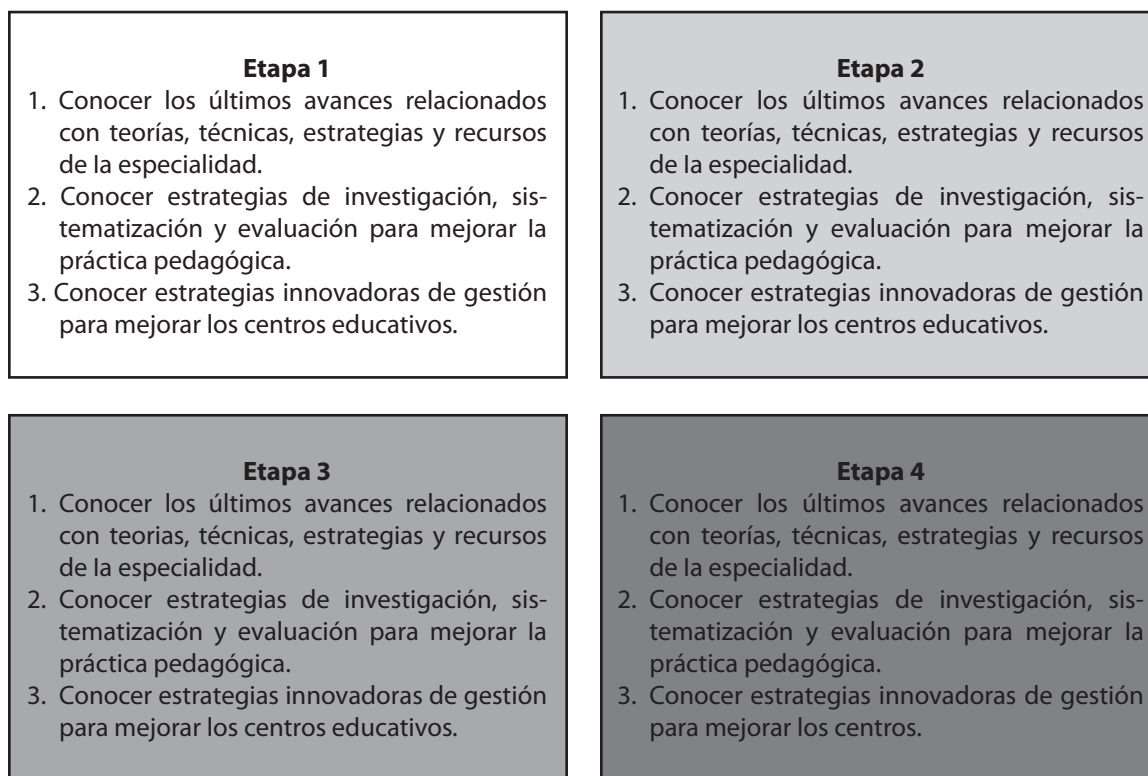 Etapa 1
1. Conocer los últimos avances relacionados
con teorías, técnicas, estrategias y recursos
de la especialidad.
2. Conocer estrategias de investigación, sis-
tematización y evaluación para mejorar la
práctica pedagógica.
3. Conocer estrategias innovadoras de gestión
para mejorar los centros educativos.
Etapa 2
1. Conocer los últimos avances relacionados
con teorías, técnicas, estrategias y recursos
de la especialidad.
2. Conocer estrategias de investigación, sis-
tematización y evaluación para mejorar la
práctica pedagógica.
3. Conocer estrategias innovadoras de gestión
para mejorar los centros educativos.
Etapa 3
1. Conocer los últimos avances relacionados
con teorias, técnicas, estrategias y recursos
de la especialidad.
2. Conocer estrategias de investigación, sis-
tematización y evaluación para mejorar la
práctica pedagógica.
3. Conocer estrategias innovadoras de gestión
para mejorar los centros educativos.
Etapa 4
1. Conocer los últimos avances relacionados
con teorías, técnicas, estrategias y recursos
de la especialidad.
2. Conocer estrategias de investigación, sis-
tematización y evaluación para mejorar la
práctica pedagógica.
3. Conocer estrategias innovadoras de gestión
para mejorar los centros.